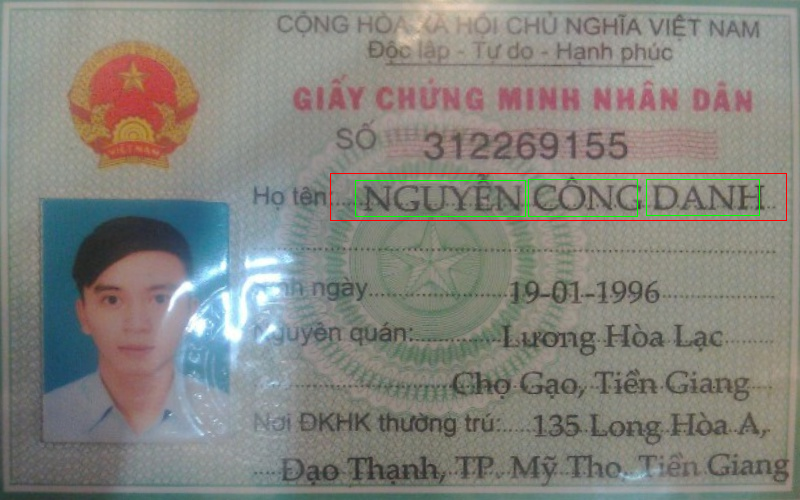 CỘNG HÒA XÃ HỘI CHỦ NGHĨA VIỆT NAM
Độc lập - Tự do - Hạnh phúc
GIẤY CHỨNG MINH NHÂN DÂN
SỐ 312269155
Họ tên: NGUYỄN CÔNG DANH
Sinh ngày 19-01-1996
Nguyên quán: Lương Hòa Lạc
Chợ Gạo, Tiền Giang
Nơi ĐKHK thường trú: 135 Long Hòa A,
Đạo Thạnh, TP. Mỹ Tho, Tiền Giang
VIỆT NAM